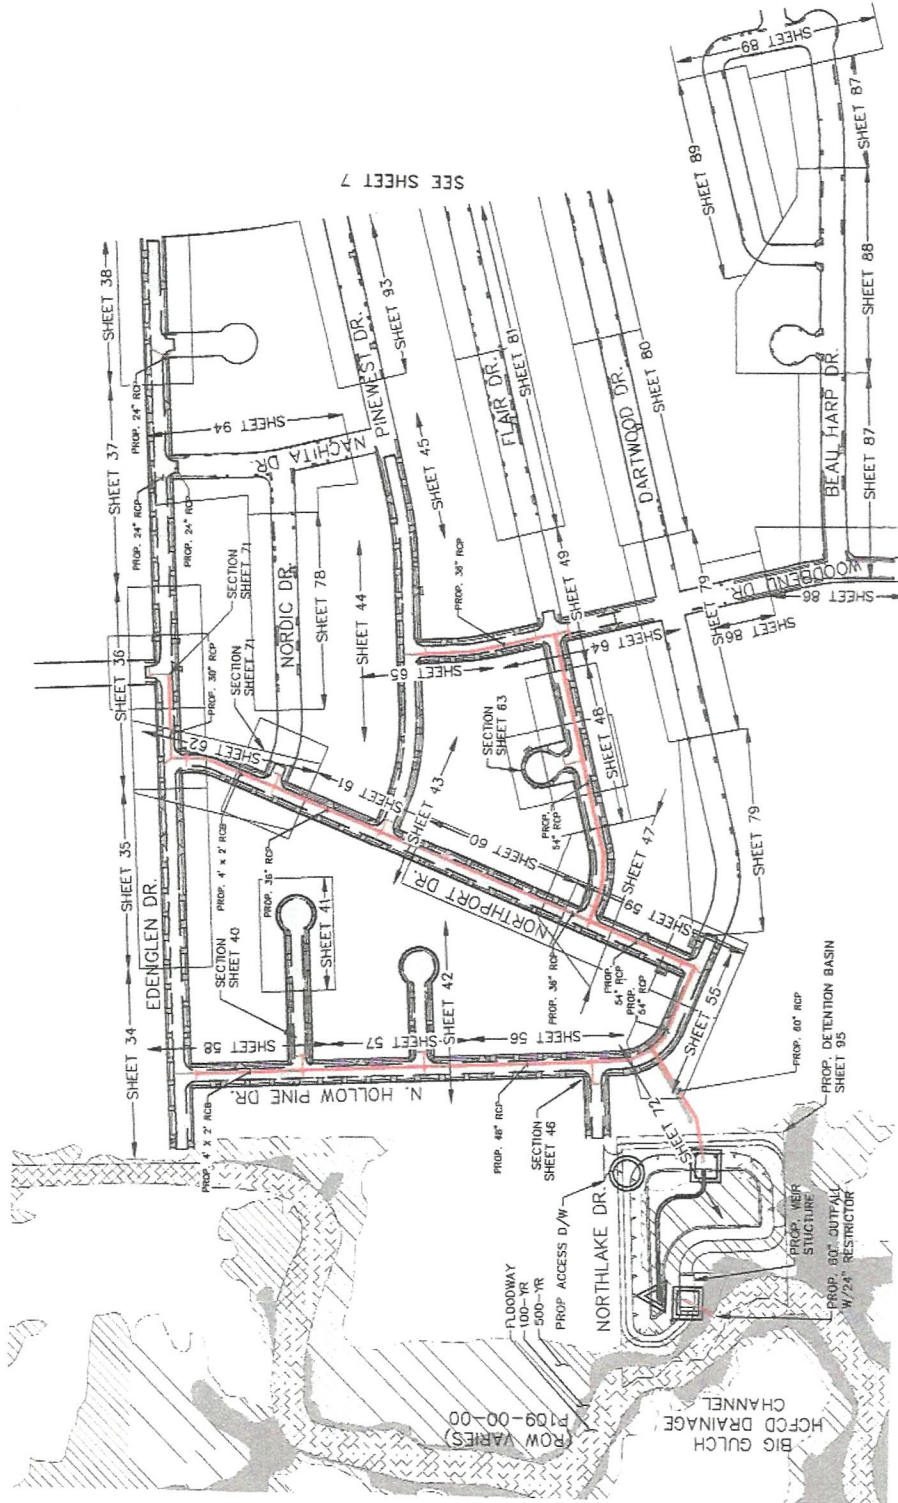 SHEET 34
SHEET 35
SHEET 36
SHEET 37
SHEET 38
EDENGLEN DR.
PROP. 24" RCP
PROP. 24" RCP
PROP. 24" RCP
SHEET 94
NACHITA
DR.
PINEWEST DR.
SHEET 93
SEE SHEET 7
SECTION
SHEET 71
SECTION
SHEET 71
PROP. 30" RCP
NORDIC DR.
SHEET 78
SHEET 62
SHEET 61
PROP. 4' x 2' RCB
PROP. 36" RCP
SHEET 44
SHEET 45
SHEET 43
SHEET 60
NORTHPORT DR.
SECTION
SHEET 40
SHEET 41
SHEET 42
SHEET 58
SHEET 57
SHEET 56
N. HOLLOW PINE DR.
PROP. 4' X 2' RCB
PROP. 48" RCP
SECTION
SHEET 46
PROP. 36" RCP
SHEET 65
SHEET 64
SHEET 49
FLAIR DR.
SHEET 81
DARTWOOD DR.
SHEET 80
SECTION
SHEET 63
SHEET 48
PROP.
54" RCP
SHEET 47
SHEET 59
PROP. 36" RCP
PROP.
54" RCP
PROP.
54" RCP
SHEET 55
SHEET 79
SHEET 79
SHEET 86
SHEET 86
WOODBEND DR.
BEAU HARP DR.
SHEET 87
SHEET 88
SHEET 87
SHEET 89
SHEET 89
SHEET 72
PROP. 60" RCP
PROP. DETENTION BASIN
SHEET 95
NORTHLAKE DR.
PROP ACCESS D/W
FLOODWAY
100-YR
500-YR
PROP. WEIR
STUCTURE
PROP. 60" OUTFALL
W/24" RESTRICTOR
BIG GULCH
HCFCD DRAINAGE
CHANNEL
P109-00-00
(ROW VARIES)